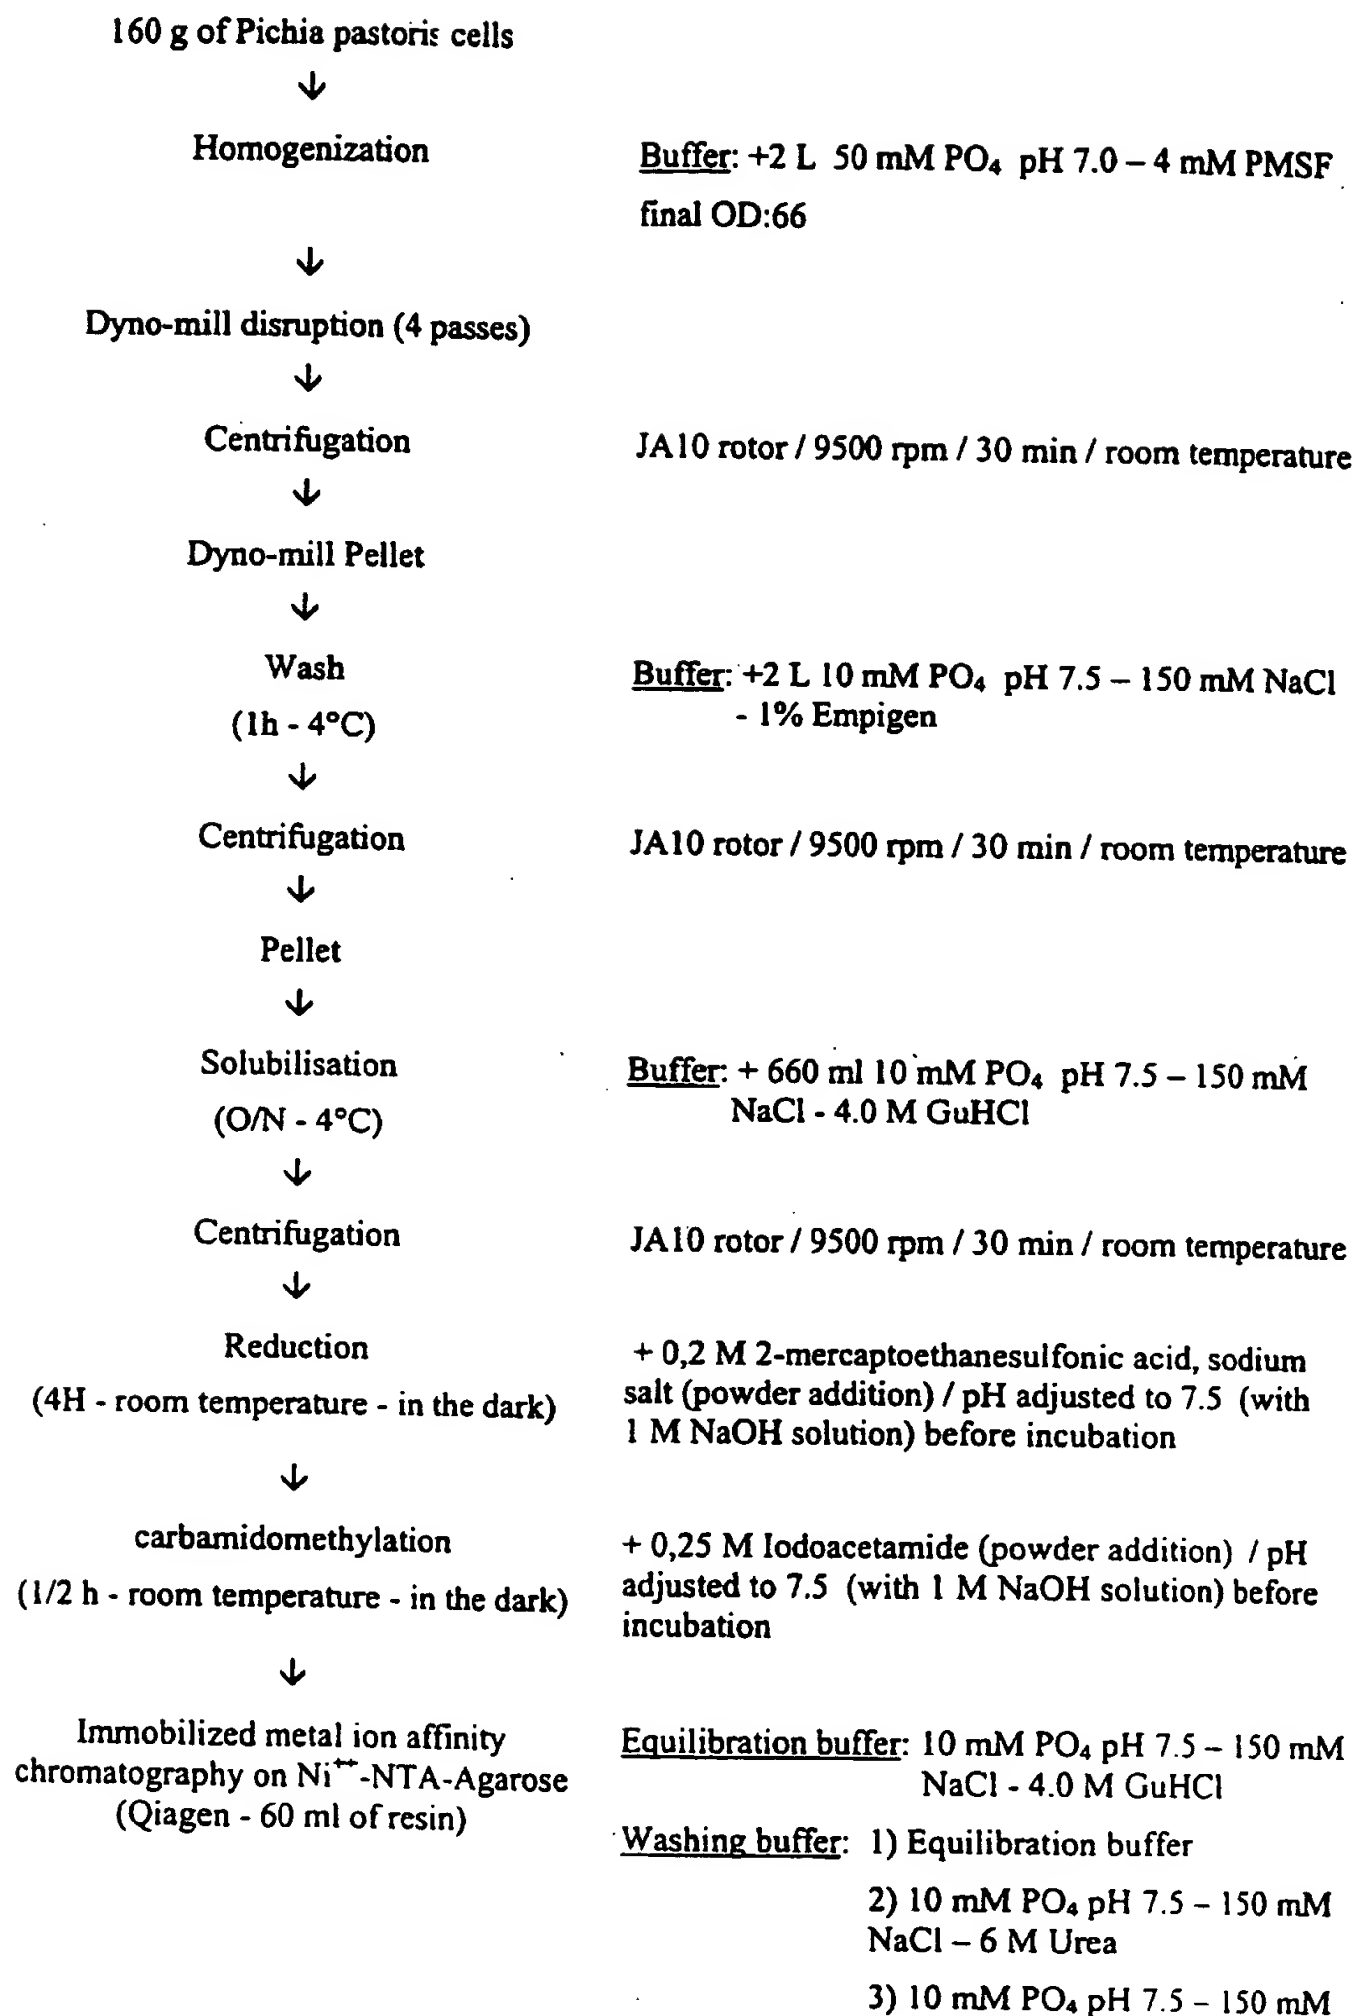 160 g of Pichia pastoris cells
↓
Homogenization
Buffer: +2 L 50 mM PO₄ pH 7.0 – 4 mM PMSF
final OD:66
↓
Dyno-mill disruption (4 passes)
↓
Centrifugation
JA10 rotor / 9500 rpm / 30 min / room temperature
↓
Dyno-mill Pellet
↓
Wash
(1h - 4°C)
Buffer: +2 L 10 mM PO₄ pH 7.5 – 150 mM NaCl
- 1% Empigen
↓
Centrifugation
JA10 rotor / 9500 rpm / 30 min / room temperature
↓
Pellet
↓
Solubilisation
(O/N - 4°C)
Buffer: + 660 ml 10 mM PO₄ pH 7.5 – 150 mM
NaCl - 4.0 M GuHCl
↓
Centrifugation
JA10 rotor / 9500 rpm / 30 min / room temperature
↓
Reduction
(4H - room temperature - in the dark)
+ 0,2 M 2-mercaptoethanesulfonic acid, sodium
salt (powder addition) / pH adjusted to 7.5 (with
1 M NaOH solution) before incubation
↓
carbamidomethylation
(1/2 h - room temperature - in the dark)
+ 0,25 M Iodoacetamide (powder addition) / pH
adjusted to 7.5 (with 1 M NaOH solution) before
incubation
↓
Immobilized metal ion affinity
chromatography on Ni⁺⁺-NTA-Agarose
(Qiagen - 60 ml of resin)
Equilibration buffer: 10 mM PO₄ pH 7.5 – 150 mM
NaCl - 4.0 M GuHCl
Washing buffer: 1) Equilibration buffer
2) 10 mM PO₄ pH 7.5 – 150 mM
NaCl – 6 M Urea
3) 10 mM PO₄ pH 7.5 – 150 mM